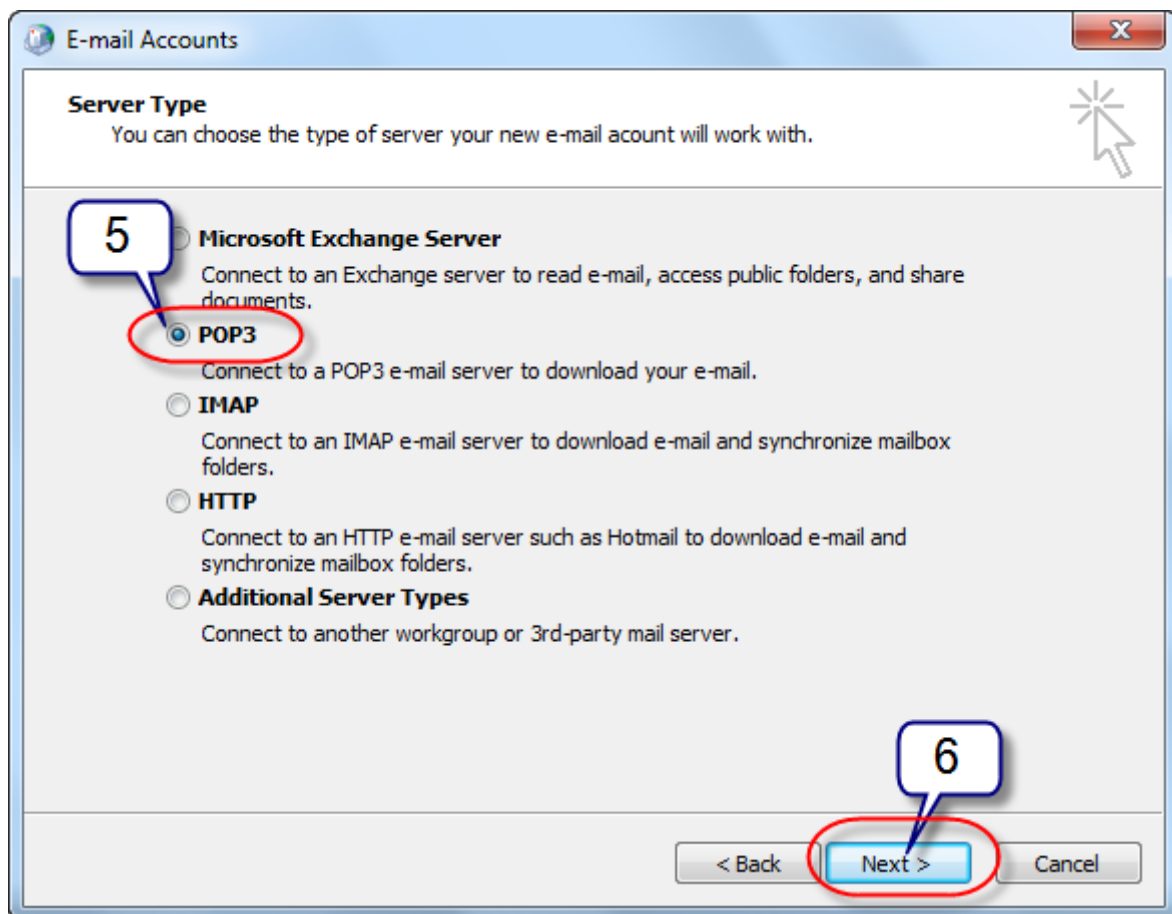 E-mail Accounts
x
Server Type
You can choose the type of server your new e-mail acount will work with.
5
Microsoft Exchange Server
Connect to an Exchange server to read e-mail, access public folders, and share
documents.
POP3
Connect to a POP3 e-mail server to download your e-mail.
IMAP
Connect to an IMAP e-mail server to download e-mail and synchronize mailbox
folders.
HTTP
Connect to an HTTP e-mail server such as Hotmail to download e-mail and
synchronize mailbox folders.
Additional Server Types
Connect to another workgroup or 3rd-party mail server.
6
< Back Next > Cancel